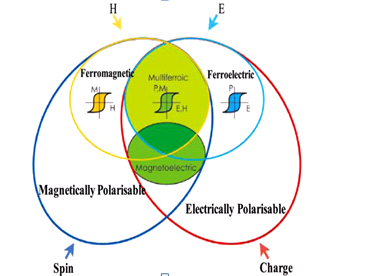 H E
Ferromagnetic Multiferroic Ferroelectric
M P,M P
H E,H E
Magnetoelectric
Magnetically Polarisable
Electrically Polarisable
Spin Charge